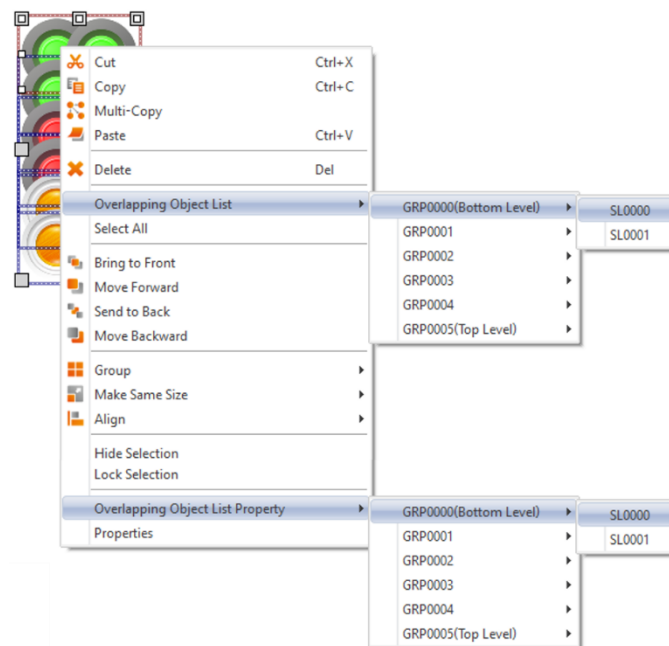 Cut Ctrl+X
Copy Ctrl+C
Multi-Copy
Paste Ctrl+V
Delete Del
Overlapping Object List
Select All
Bring to Front
Move Forward
Send to Back
Move Backward
Group
Make Same Size
Align
Hide Selection
Lock Selection
Overlapping Object List Property
Properties
GRP0000(Bottom Level)
GRP0001
GRP0002
GRP0003
GRP0004
GRP0005(Top Level)
SL0000
SL0001
GRP0000(Bottom Level)
GRP0001
GRP0002
GRP0003
GRP0004
GRP0005(Top Level)
SL0000
SL0001